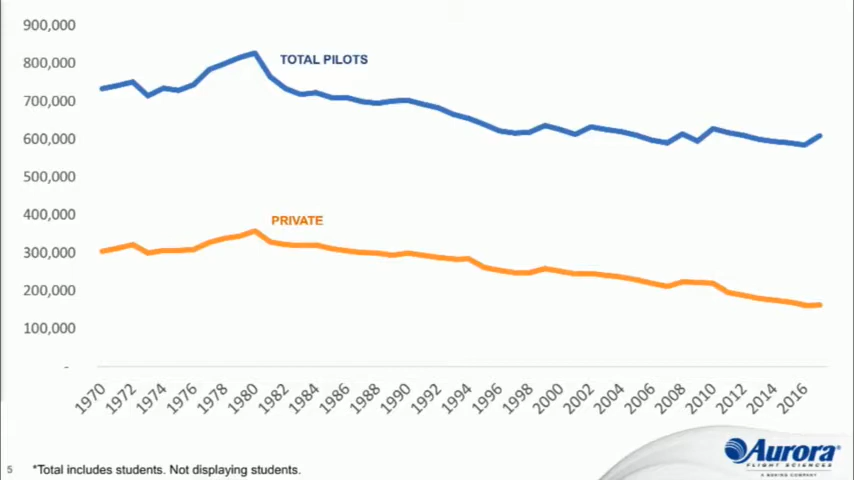 900,000
800,000
700,000
600,000
500,000
400,000
300,000
200,000
100,000
-
TOTAL PILOTS
PRIVATE
1970 1972 1974 1976 1978 1980 1982 1984 1986 1988 1990 1992 1994 1996 1998 2000 2002 2004 2006 2008 2010 2012 2014 2016
5 *Total includes students. Not displaying students.
Aurora
FLIGHT SCIENCES
A BOEING COMPANY